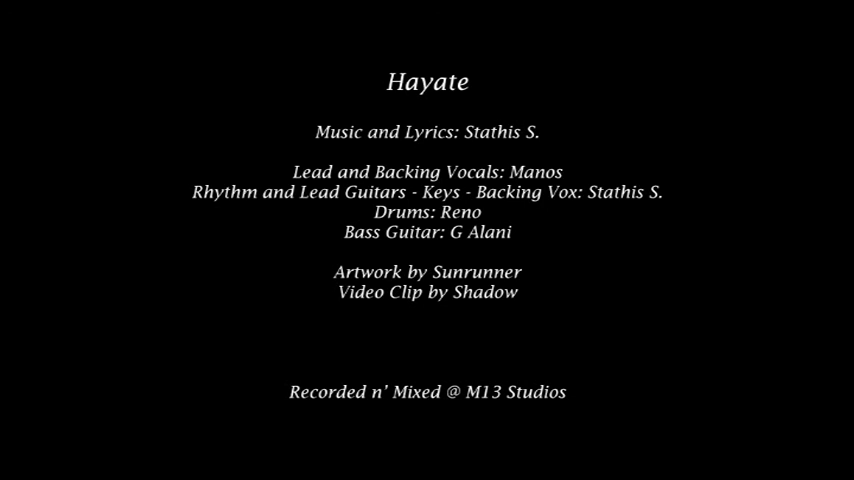 Hayate
Music and Lyrics: Stathis S.
Lead and Backing Vocals: Manos
Rhythm and Lead Guitars - Keys - Backing Vox: Stathis S.
Drums: Reno
Bass Guitar: G Alani
Artwork by Sunrunner
Video Clip by Shadow
Recorded n' Mixed @ M13 Studios